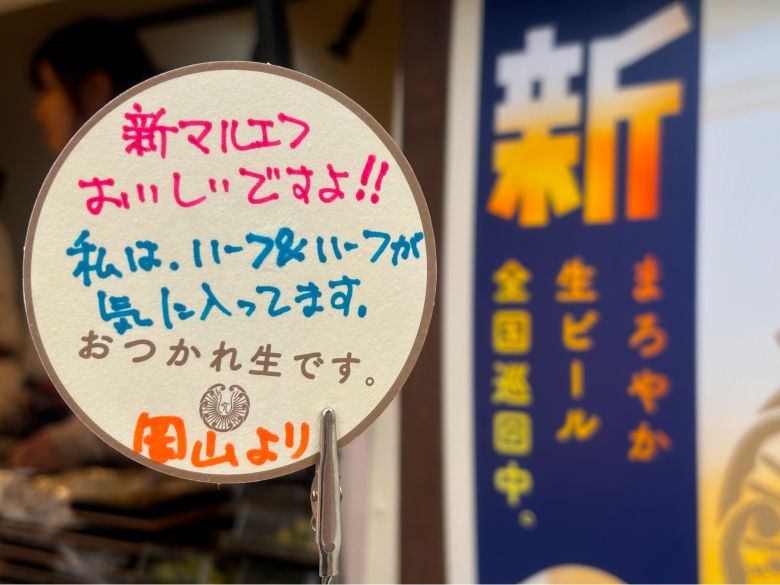 新マルエフ
おいしいですよ!!
私は、ハーフ&ハーフが
気に入ってます。
おつかれ生です。
岡山より
新
まろやか
生ビール
全国巡回中。